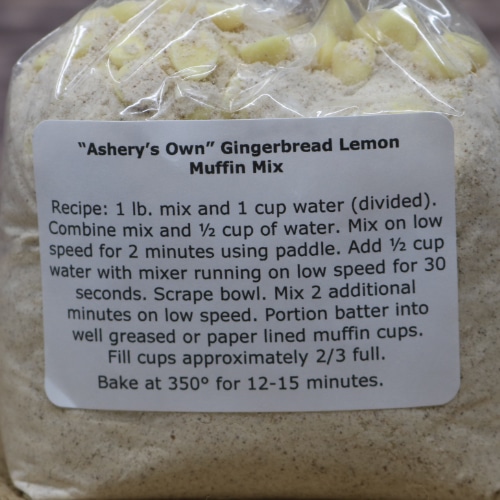 “Ashery’s Own” Gingerbread Lemon
Muffin Mix
Recipe: 1 lb. mix and 1 cup water (divided).
Combine mix and ½ cup of water. Mix on low
speed for 2 minutes using paddle. Add ½ cup
water with mixer running on low speed for 30
seconds. Scrape bowl. Mix 2 additional
minutes on low speed. Portion batter into
well greased or paper lined muffin cups.
Fill cups approximately 2/3 full.
Bake at 350° for 12-15 minutes.